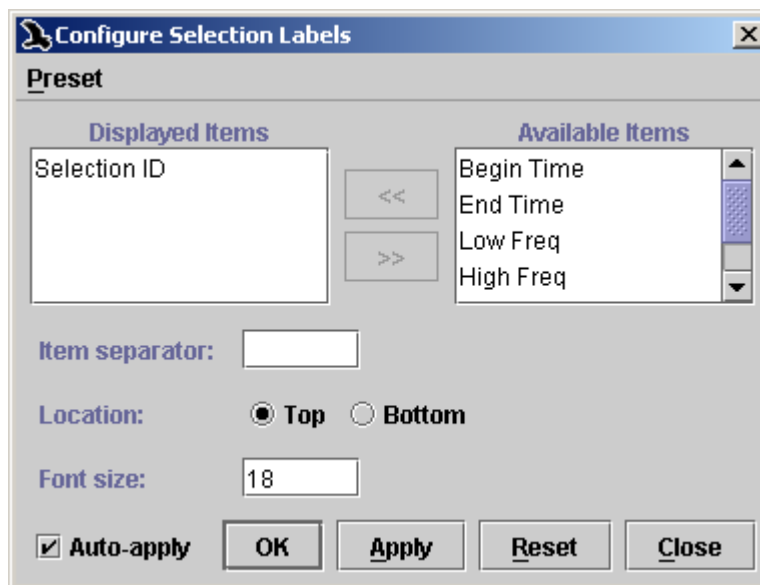 Configure Selection Labels
Preset
Displayed Items
Available Items
Selection ID
Begin Time
<<
End Time
Low Freq
>>
High Freq
Item separator:
Location: Top Bottom
Font size: 18
Auto-apply OK Apply Reset Close